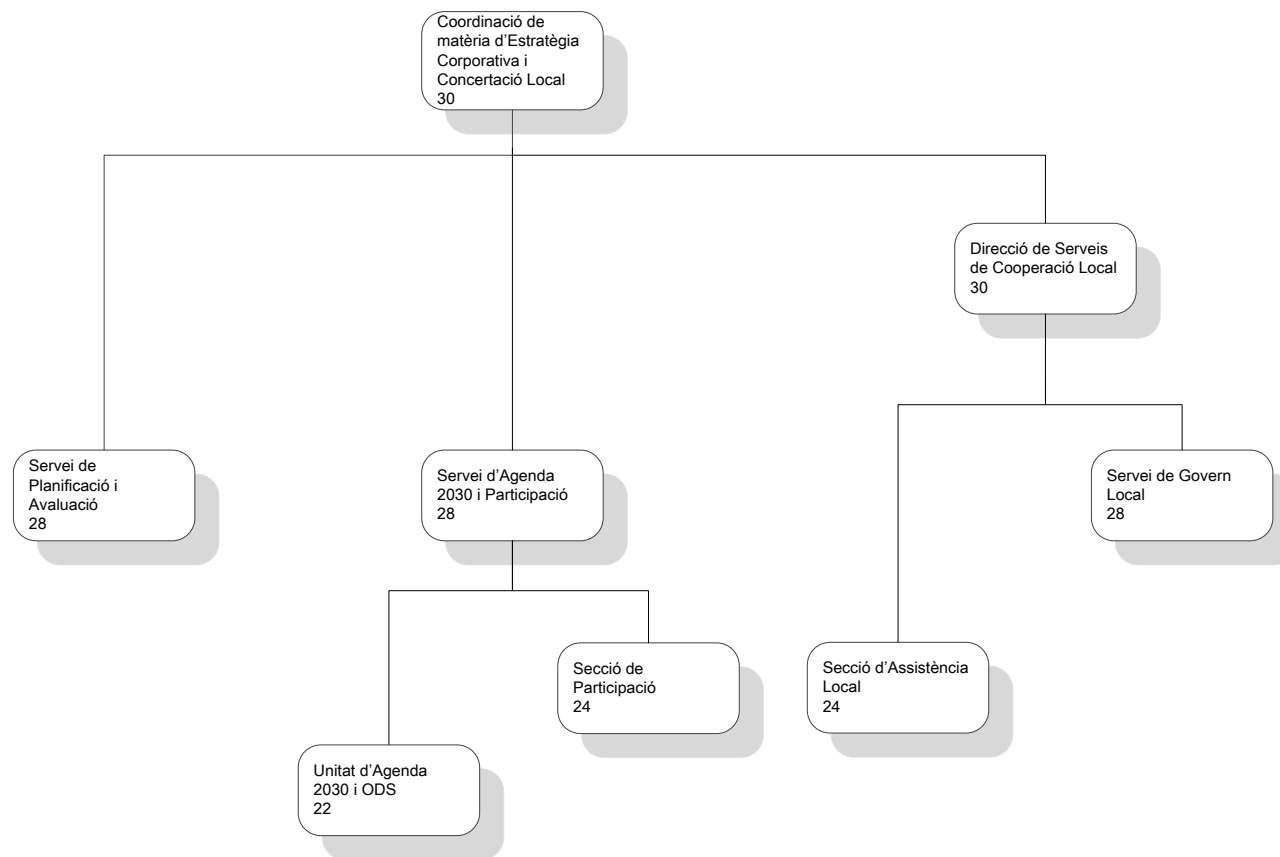 Coordinació de
matèria d'Estratègia
Corporativa i
Concertació Local
30
Direcció de Serveis
de Cooperació Local
30
Servei de
Planificació i
Avaluació
28
Servei d'Agenda
2030 i Participació
28
Servei de Govern
Local
28
Secció de
Participació
24
Secció d'Assistència
Local
24
Unitat d'Agenda
2030 i ODS
22